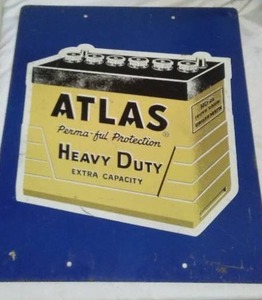 ATLAS
Perma-ful Protection
HEAVY DUTY
EXTRA CAPACITY